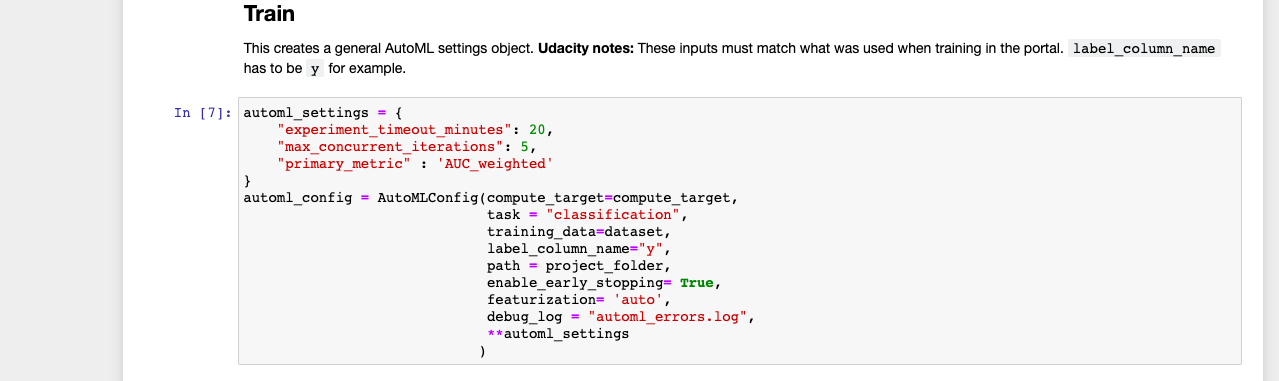 Train
This creates a general AutoML settings object. Udacity notes: These inputs must match what was used when training in the portal. label_column_name
has to be y for example.
In [7]: automl_settings = {
    "experiment_timeout_minutes": 20,
    "max_concurrent_iterations": 5,
    "primary_metric" : 'AUC_weighted'
}
automl_config = AutoMLConfig(compute_target=compute_target,
                             task = "classification",
                             training_data=dataset,
                             label_column_name="y",
                             path = project_folder,
                             enable_early_stopping= True,
                             featurization= 'auto',
                             debug_log = "automl_errors.log",
                             **automl_settings
                            )